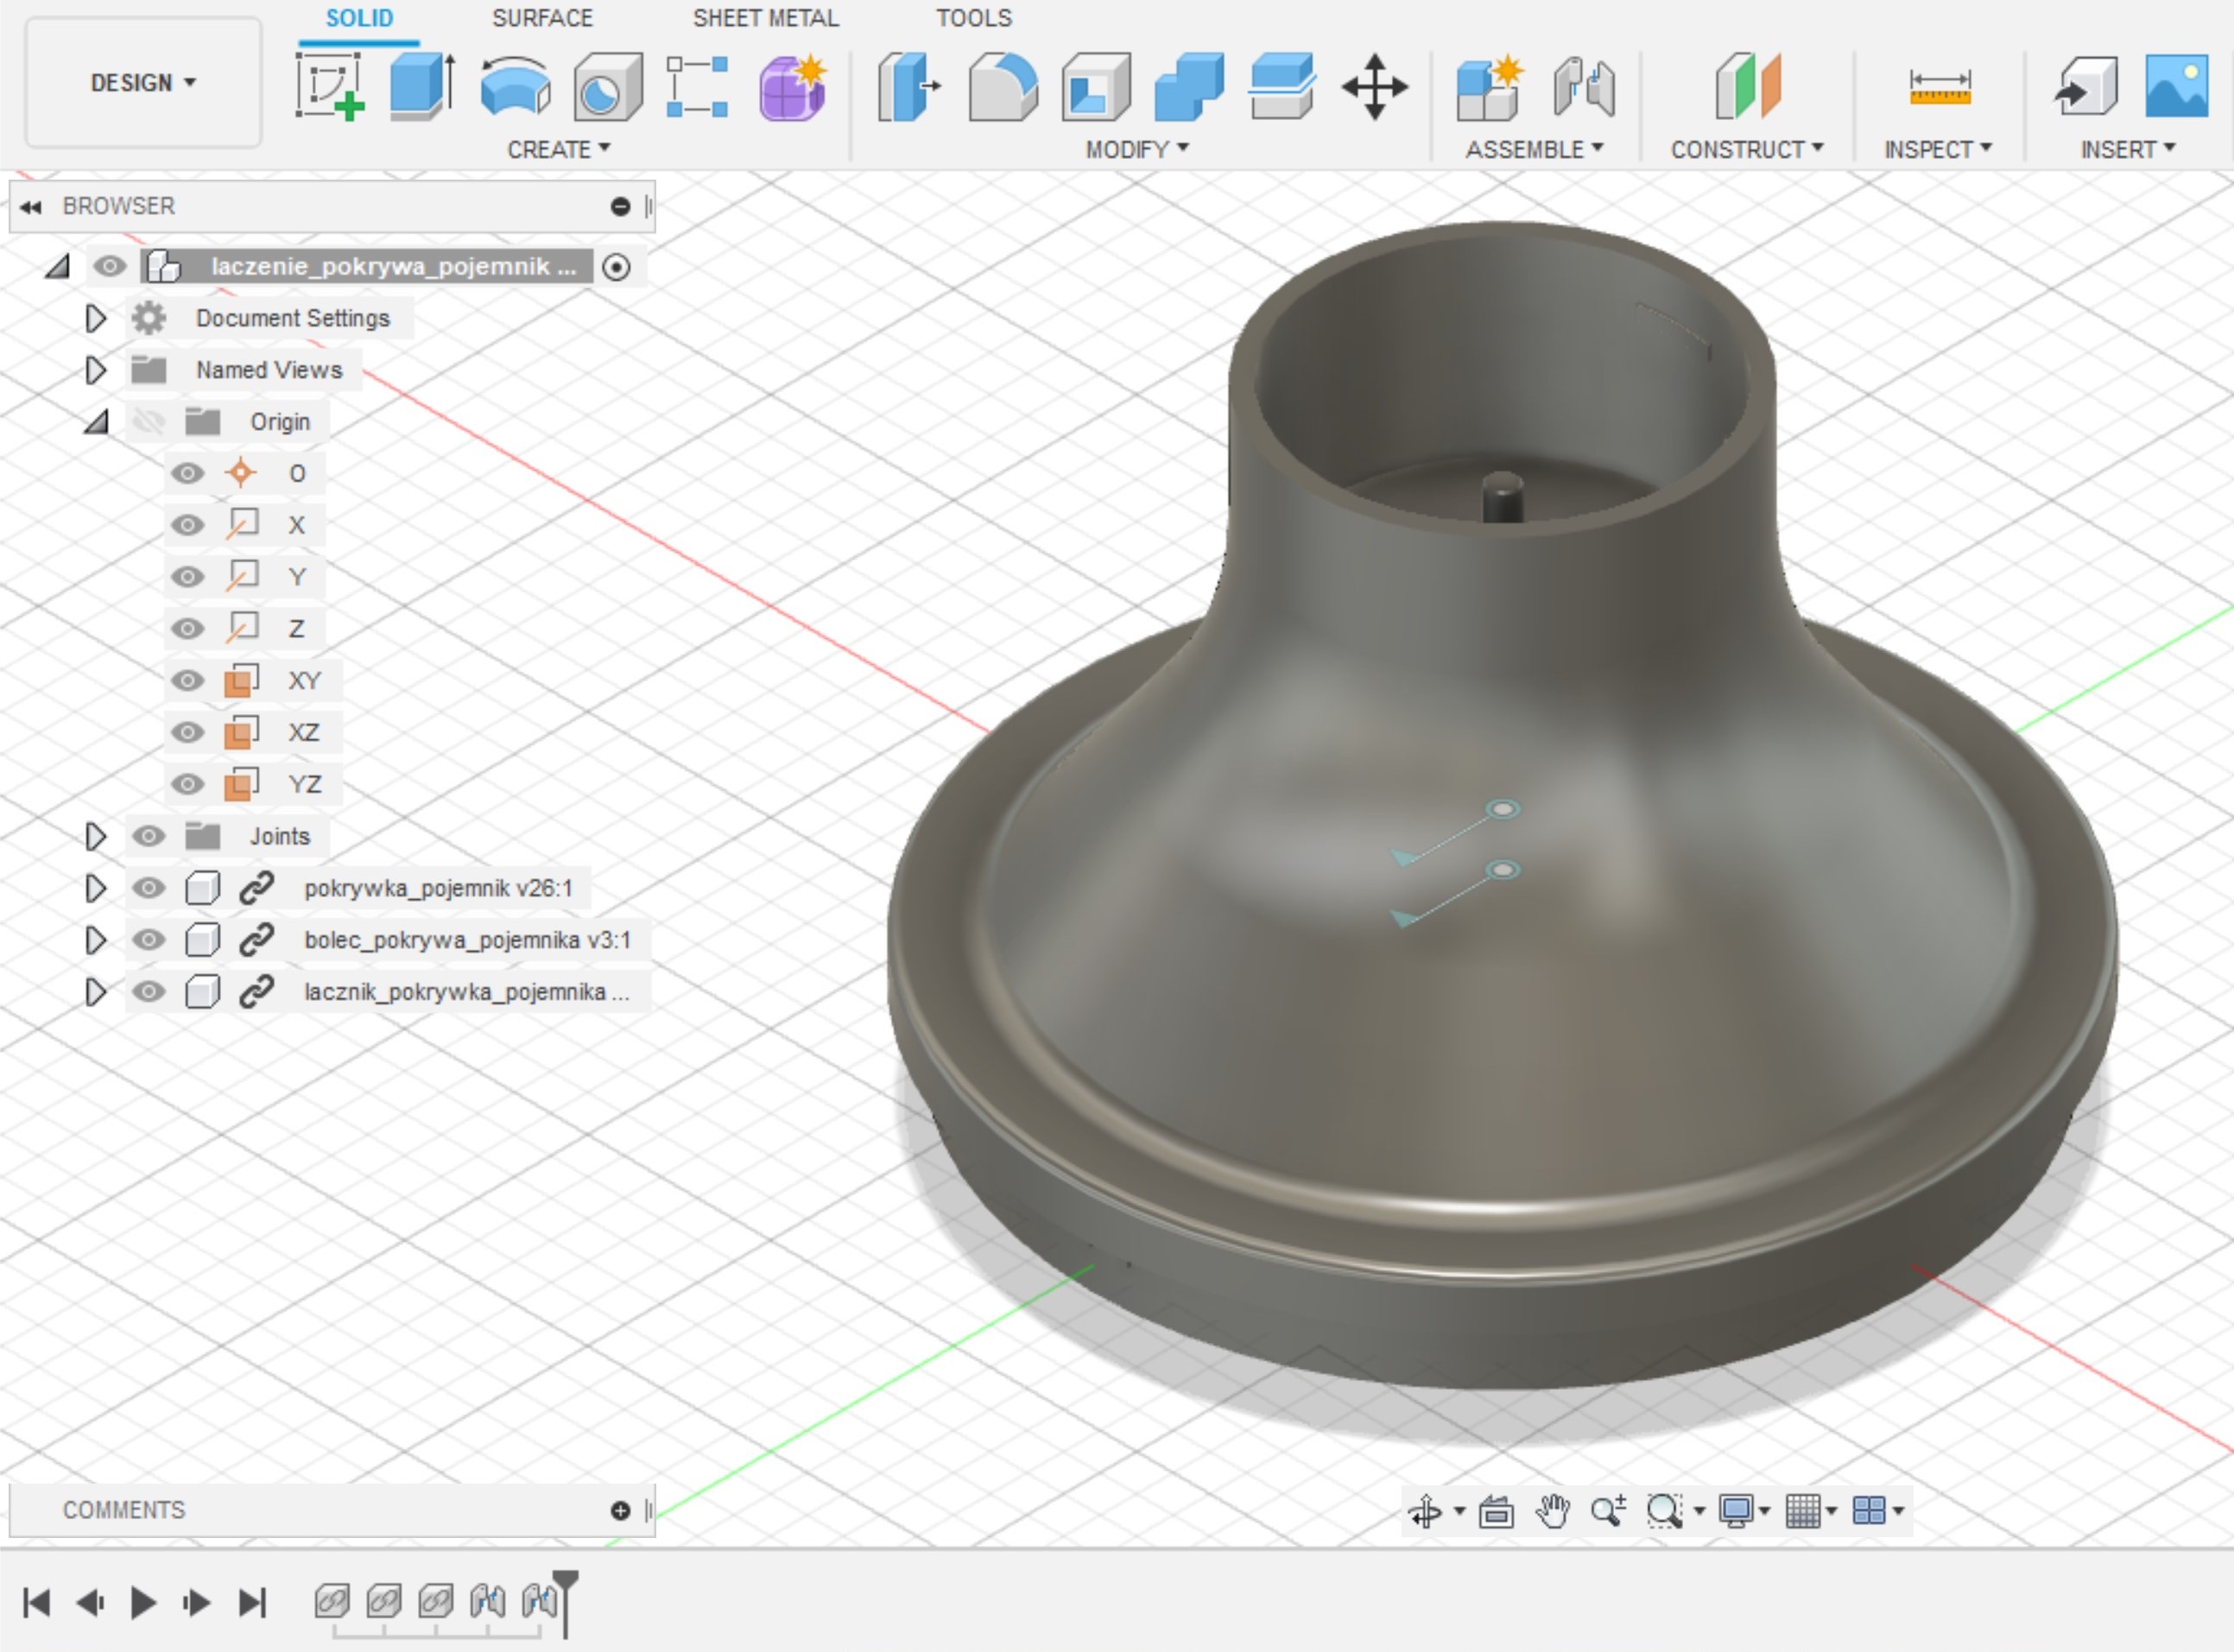 SOLID SURFACE SHEET METAL TOOLS
DESIGN
CREATE MODIFY ASSEMBLE CONSTRUCT INSPECT INSERT
BROWSER
laczenie_pokrywa_pojemnik ...
Document Settings
Named Views
Origin
O
X
Y
Z
XY
XZ
YZ
Joints
pokrywka_pojemnik v26:1
bolec_pokrywa_pojemnika v3:1
lacznik_pokrywka_pojemnika ...
COMMENTS